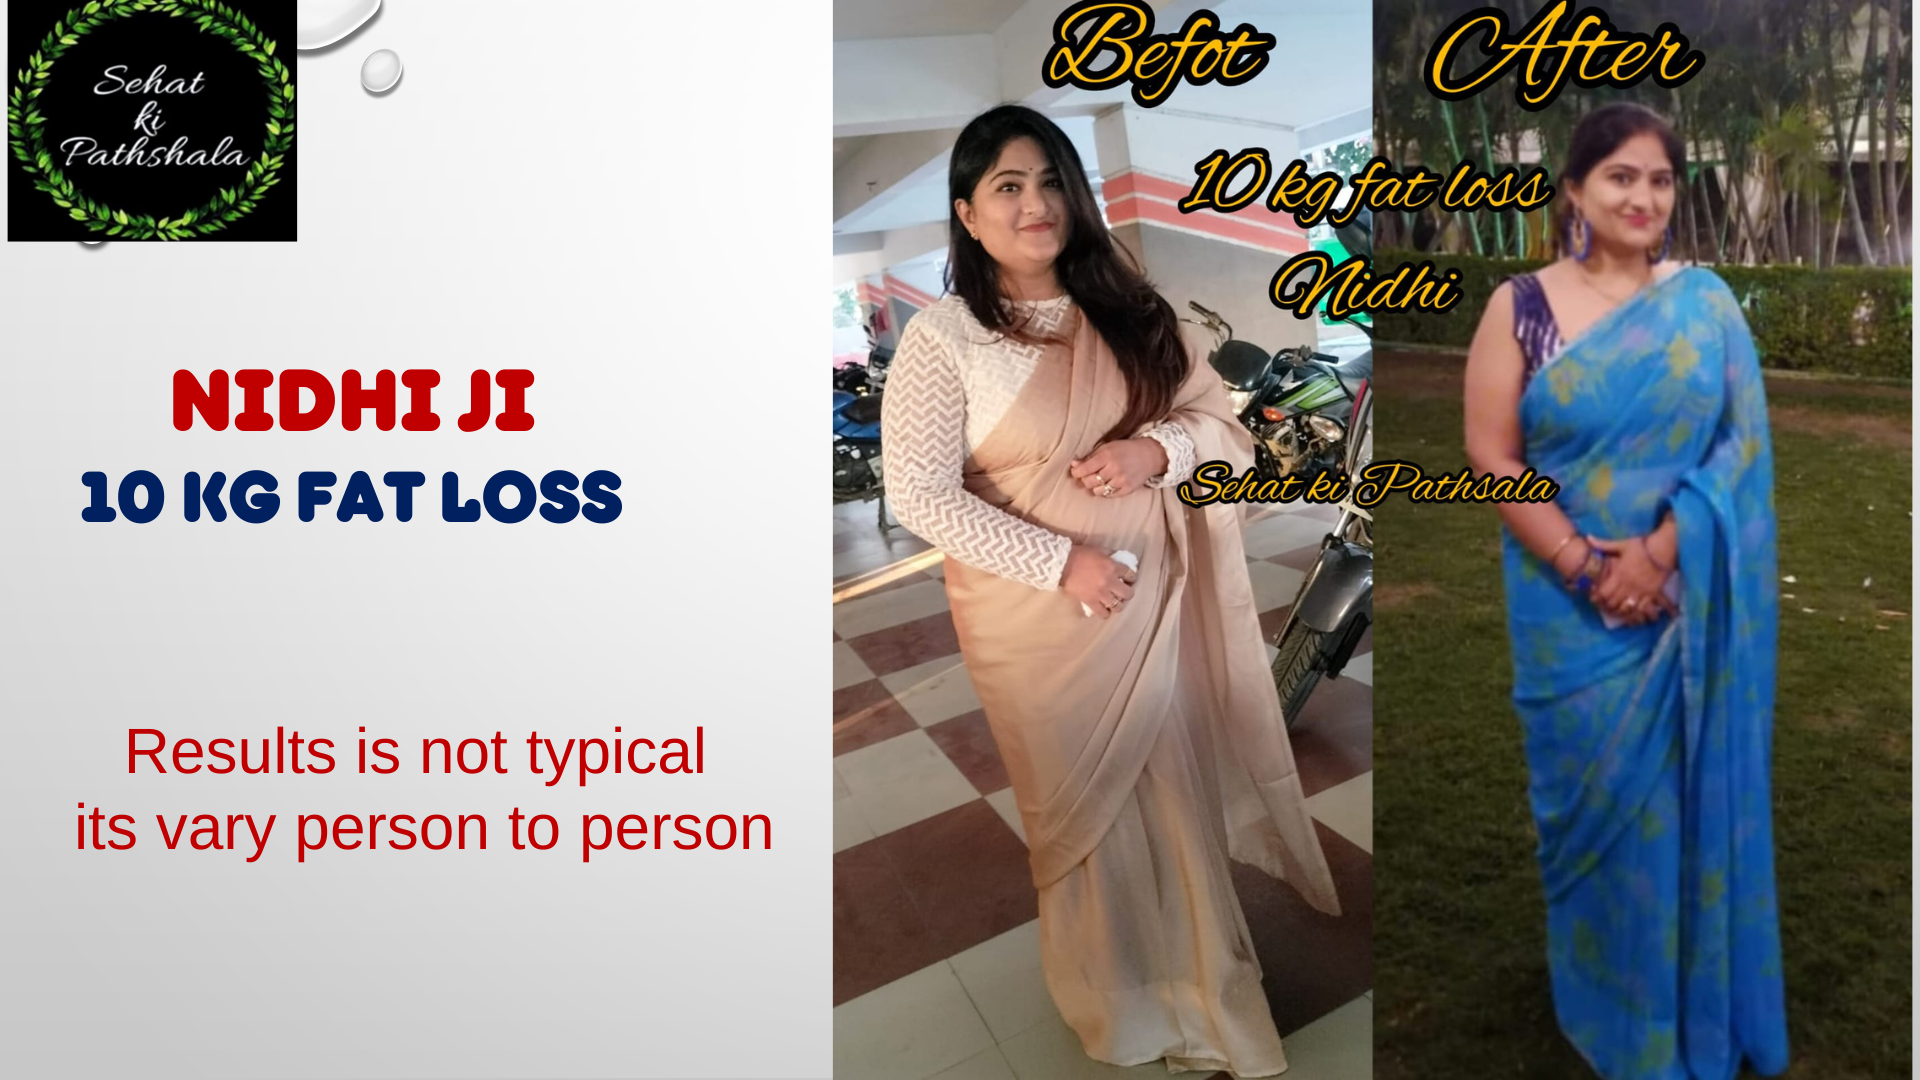 Sehat
ki
Pathshala
NIDHI JI
10 KG FAT LOSS
Results is not typical
its vary person to person
Befot
After
10 kg fat loss
Nidhi
Sehat ki Pathsala